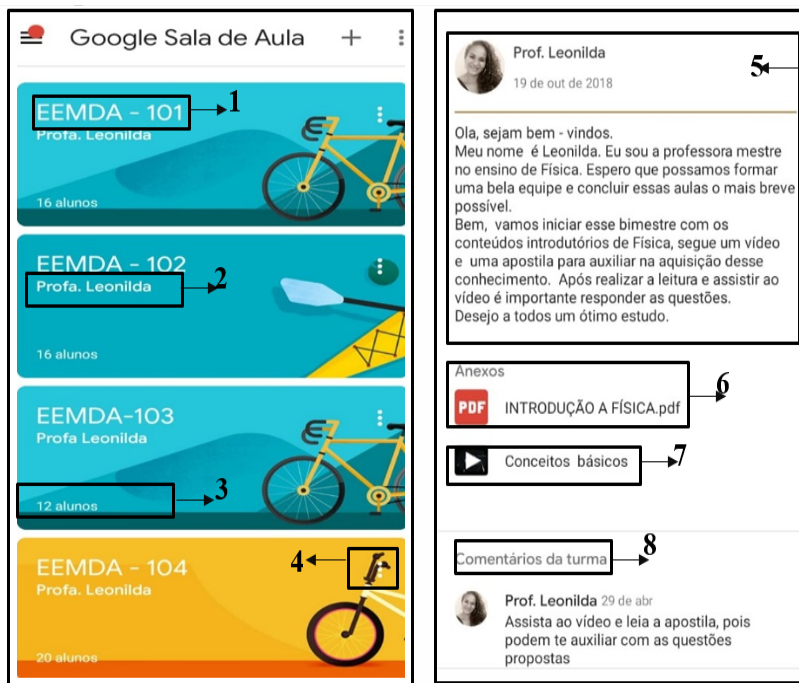 Google Sala de Aula
EEMDA - 101
1
Profa. Leonilda
16 alunos
EEMDA - 102
Profa. Leonilda
2
16 alunos
EEMDA-103
Profa Leonilda
3
12 alunos
4
EEMDA - 104
Profa. Leonilda
20 alunos
Prof. Leonilda
5
19 de out de 2018
Ola, sejam bem - vindos.
Meu nome é Leonilda. Eu sou a professora mestre
no ensino de Física. Espero que possamos formar
uma bela equipe e concluir essas aulas o mais breve
possível.
Bem, vamos iniciar esse bimestre com os
conteúdos introdutórios de Física, segue um vídeo
e uma apostila para auxiliar na aquisição desse
conhecimento. Após realizar a leitura e assistir ao
vídeo é importante responder as questões.
Desejo a todos um ótimo estudo.
Anexos
6
PDF INTRODUÇÃO A FÍSICA.pdf
Conceitos básicos
7
Comentários da turma
8
Prof. Leonilda 29 de abr
Assista ao vídeo e leia a apostila, pois
podem te auxiliar com as questões
propostas